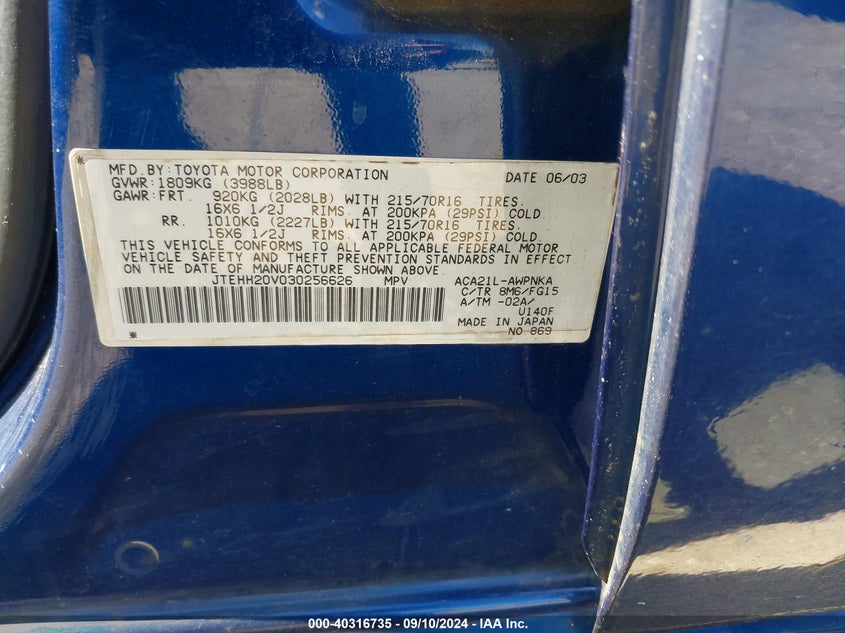 MFD.BY:TOYOTA MOTOR CORPORATION DATE 06/03
GVWR:1809KG (3988LB)
GAWR:FRT. 920KG (2028LB) WITH 215/70R16 TIRES.
16X6 1/2J RIMS. AT 200KPA (29PSI) COLD
RR. 1010KG (2227LB) WITH 215/70R16 TIRES.
16X6 1/2J RIMS. AT 200KPA (29PSI) COLD
THIS VEHICLE CONFORMS TO ALL APPLICABLE FEDERAL MOTOR
VEHICLE SAFETY AND THEFT PREVENTION STANDARDS IN EFFECT
ON THE DATE OF MANUFACTURE SHOWN ABOVE.
JTEHH20V030256626 MPV ACA21L-AWPNKA
C/TR 8M6/FG15
A/TM -02A/
U140F
MADE IN JAPAN
NO 869
000-40316735 - 09/10/2024 - IAA Inc.